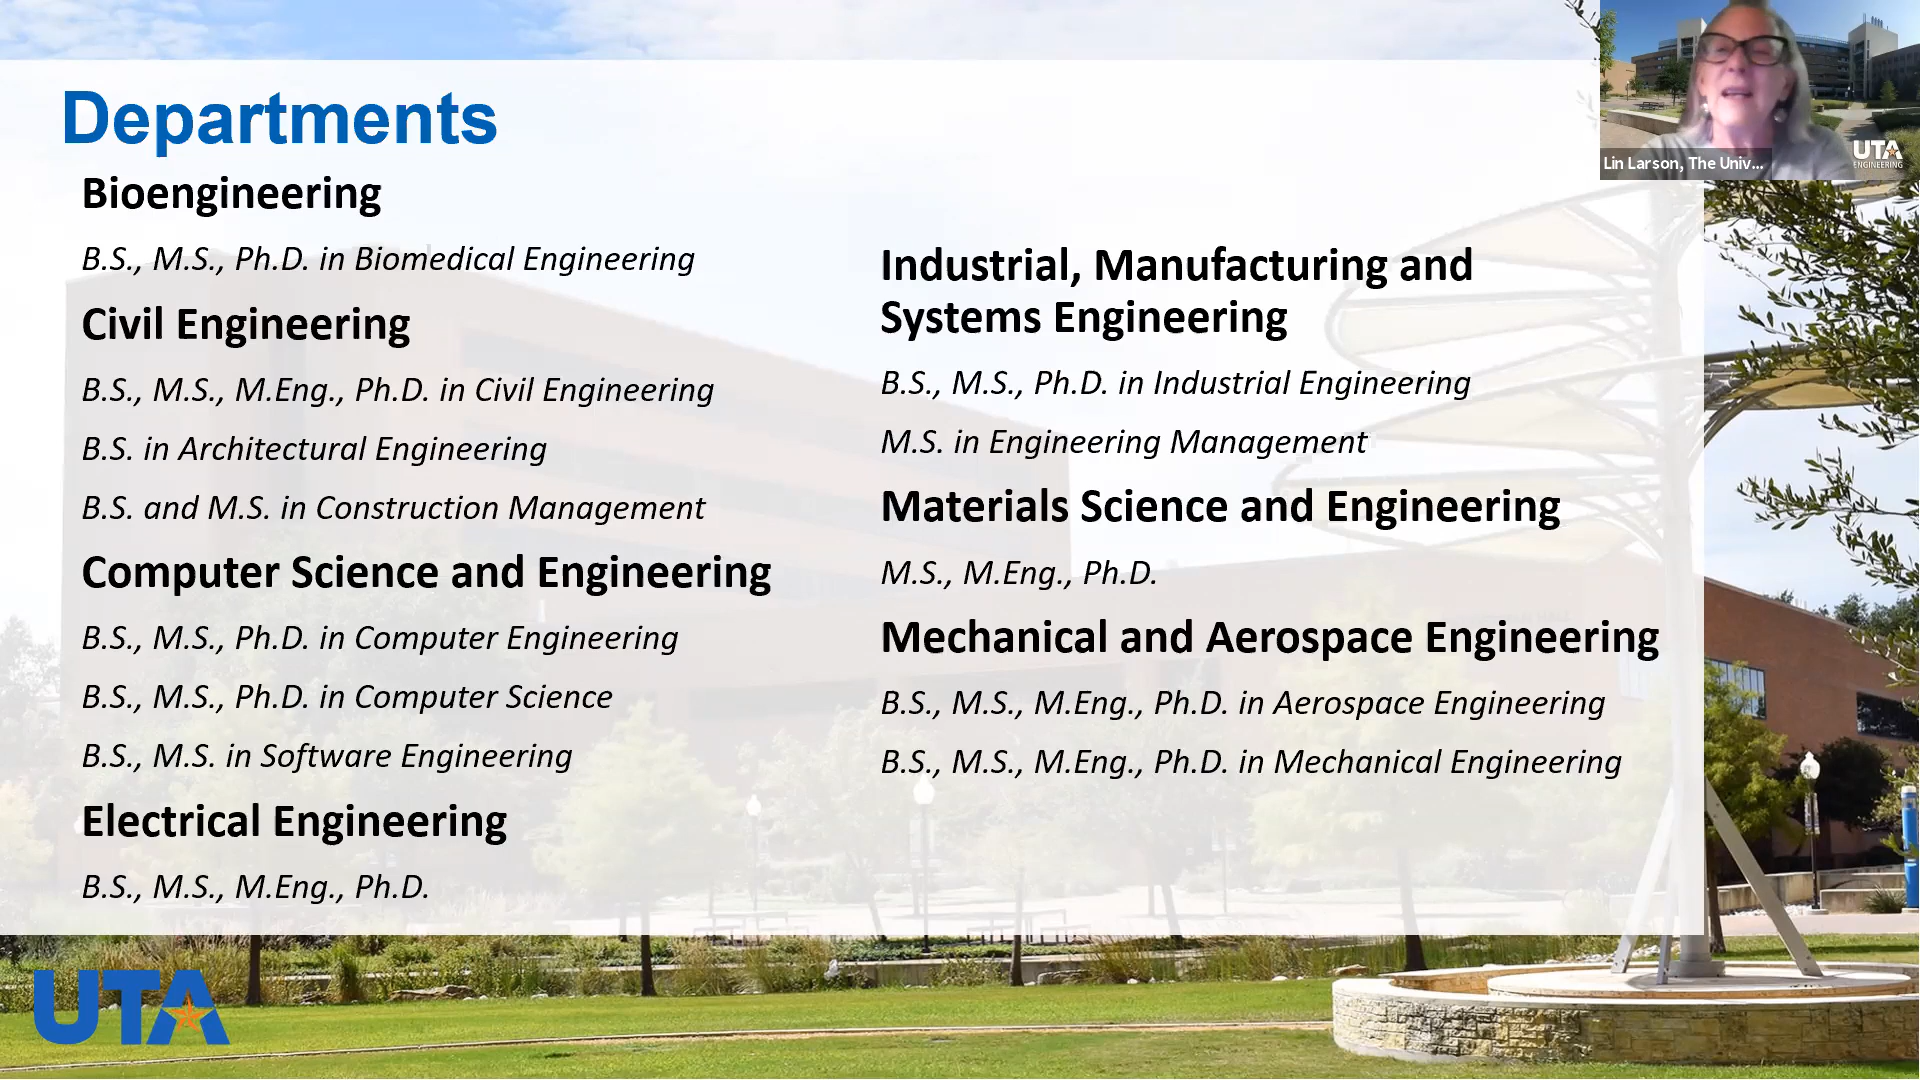 Departments
Bioengineering
B.S., M.S., Ph.D. in Biomedical Engineering
Civil Engineering
B.S., M.S., M.Eng., Ph.D. in Civil Engineering
B.S. in Architectural Engineering
B.S. and M.S. in Construction Management
Computer Science and Engineering
B.S., M.S., Ph.D. in Computer Engineering
B.S., M.S., Ph.D. in Computer Science
B.S., M.S. in Software Engineering
Electrical Engineering
B.S., M.S., M.Eng., Ph.D.
Industrial, Manufacturing and
Systems Engineering
B.S., M.S., Ph.D. in Industrial Engineering
M.S. in Engineering Management
Materials Science and Engineering
M.S., M.Eng., Ph.D.
Mechanical and Aerospace Engineering
B.S., M.S., M.Eng., Ph.D. in Aerospace Engineering
B.S., M.S., M.Eng., Ph.D. in Mechanical Engineering
UTA
ENGINEERING
Lin Larson, The Univ...
UTA